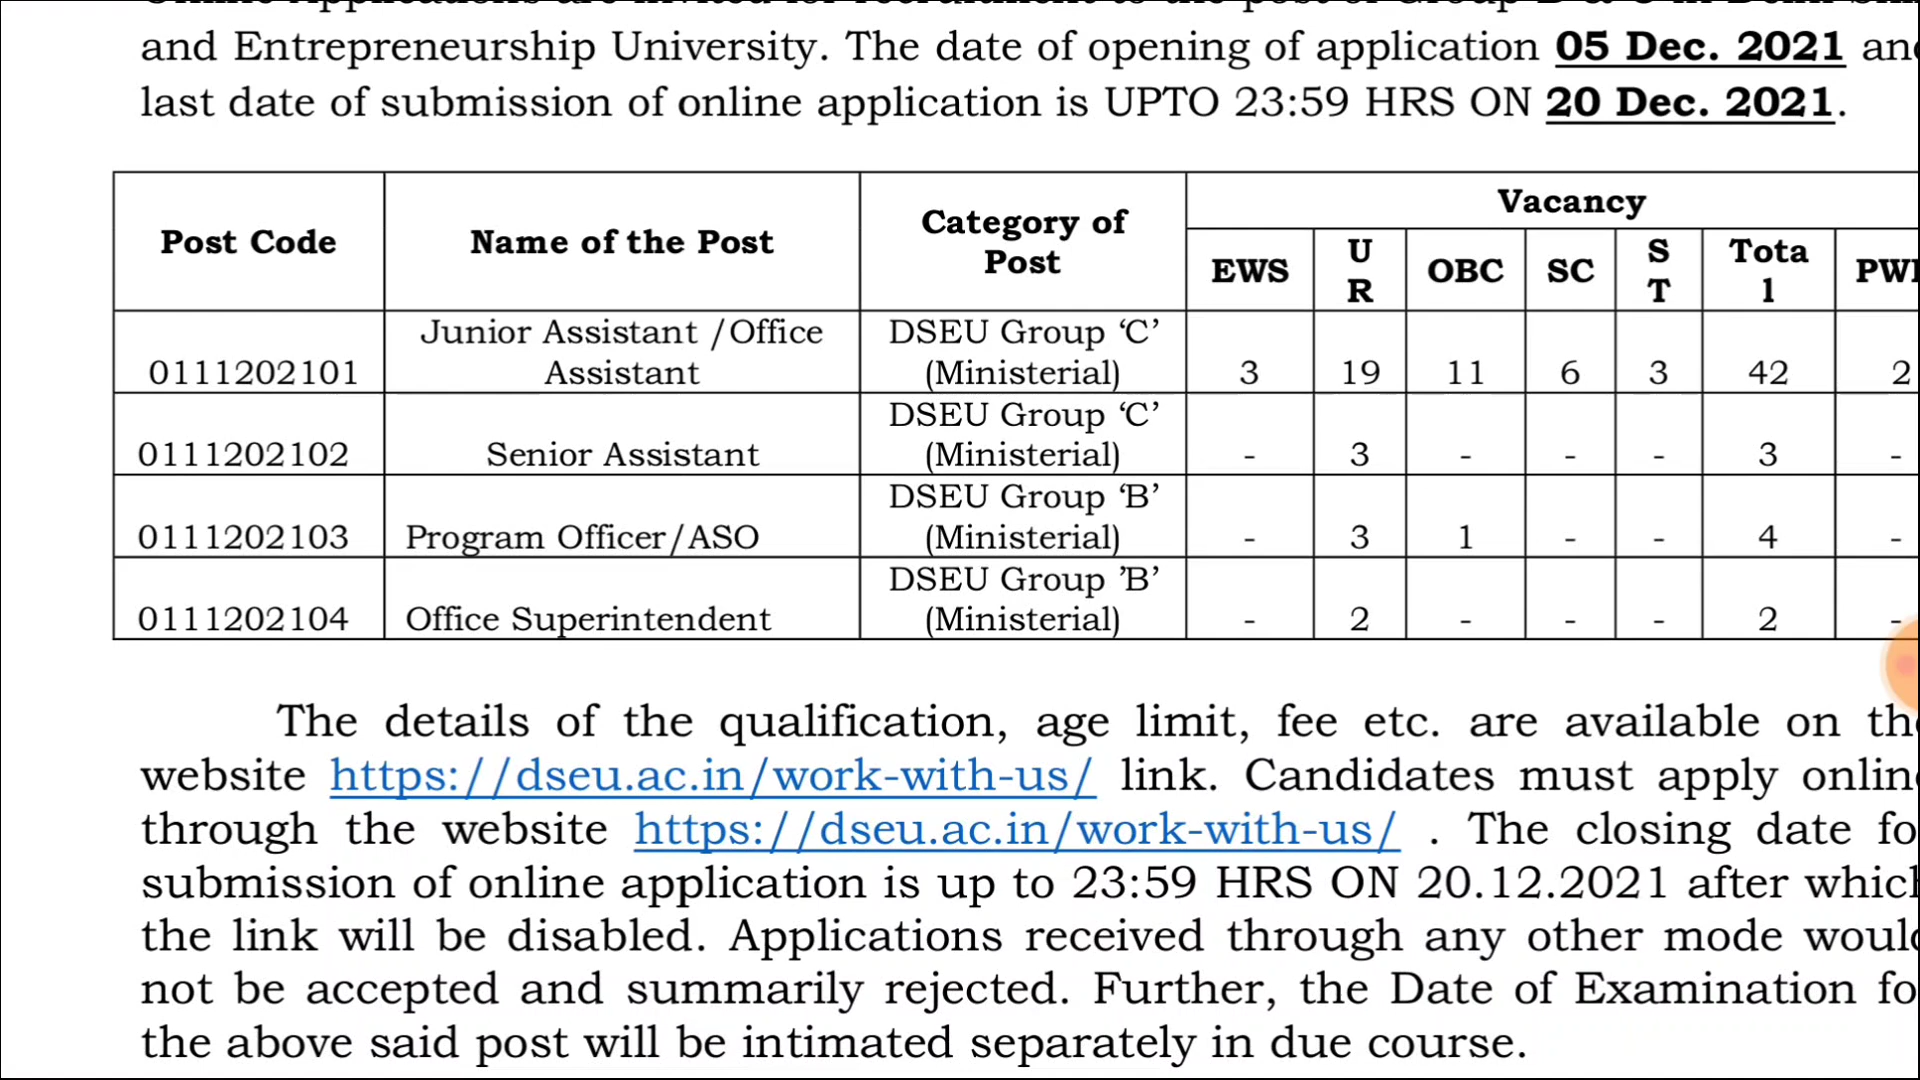 and Entrepreneurship University. The date of opening of application 05 Dec. 2021 and
last date of submission of online application is UPTO 23:59 HRS ON 20 Dec. 2021.
Post Code Name of the Post Category of Post Vacancy
EWS UR OBC SC ST Total
0111202101 Junior Assistant /Office Assistant DSEU Group ‘C’ (Ministerial) 3 19 11 6 3 42 2
0111202102 Senior Assistant DSEU Group ‘C’ (Ministerial) - 3 - - - 3 -
0111202103 Program Officer/ASO DSEU Group ‘B’ (Ministerial) - 3 1 - - 4 -
0111202104 Office Superintendent DSEU Group ’B’ (Ministerial) - 2 - - - 2 -
The details of the qualification, age limit, fee etc. are available on the
website https://dseu.ac.in/work-with-us/ link. Candidates must apply online
through the website https://dseu.ac.in/work-with-us/ . The closing date fo
submission of online application is up to 23:59 HRS ON 20.12.2021 after which
the link will be disabled. Applications received through any other mode would
not be accepted and summarily rejected. Further, the Date of Examination fo
the above said post will be intimated separately in due course.